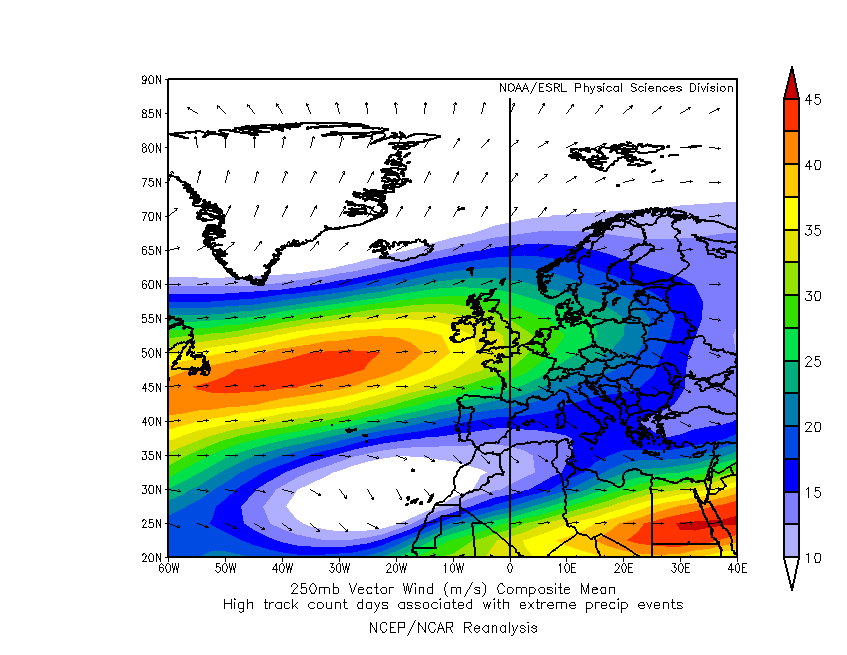 NOAA/ESRL Physical Sciences Division
90N
85N
80N
75N
70N
65N
60N
55N
50N
45N
40N
35N
30N
25N
20N
60W 50W 40W 30W 20W 10W 0 10E 20E 30E 40E
45
40
35
30
25
20
15
10
250mb Vector Wind (m/s) Composite Mean
High track count days associated with extreme precip events
NCEP/NCAR Reanalysis